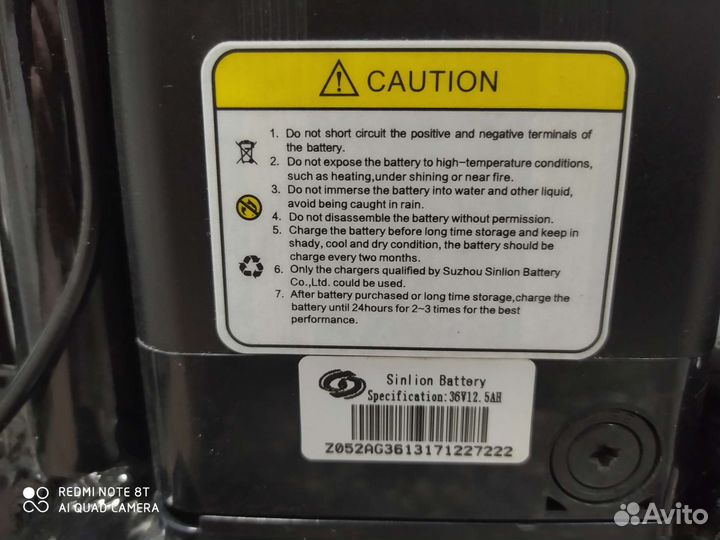 CAUTION
1. Do not short circuit the positive and negative terminals of
the battery.
2. Do not expose the battery to high-temperature conditions,
such as heating,under shining or near fire.
3. Do not immerse the battery into water and other liquid,
avoid being caught in rain.
4. Do not disassemble the battery without permission.
5. Charge the battery before long time storage and keep in
shady, cool and dry condition, the battery should be
charge every two months.
6. Only the chargers qualified by Suzhou Sinlion Battery
Co.,Ltd. could be used.
7. After battery purchased or long time storage,charge the
battery until 24hours for 2~3 times for the best
performance.
Sinlion Battery
Specification:36V12.5AH
Z052AG3613171227222
REDMI NOTE 8T
AI QUAD CAMERA
Avito